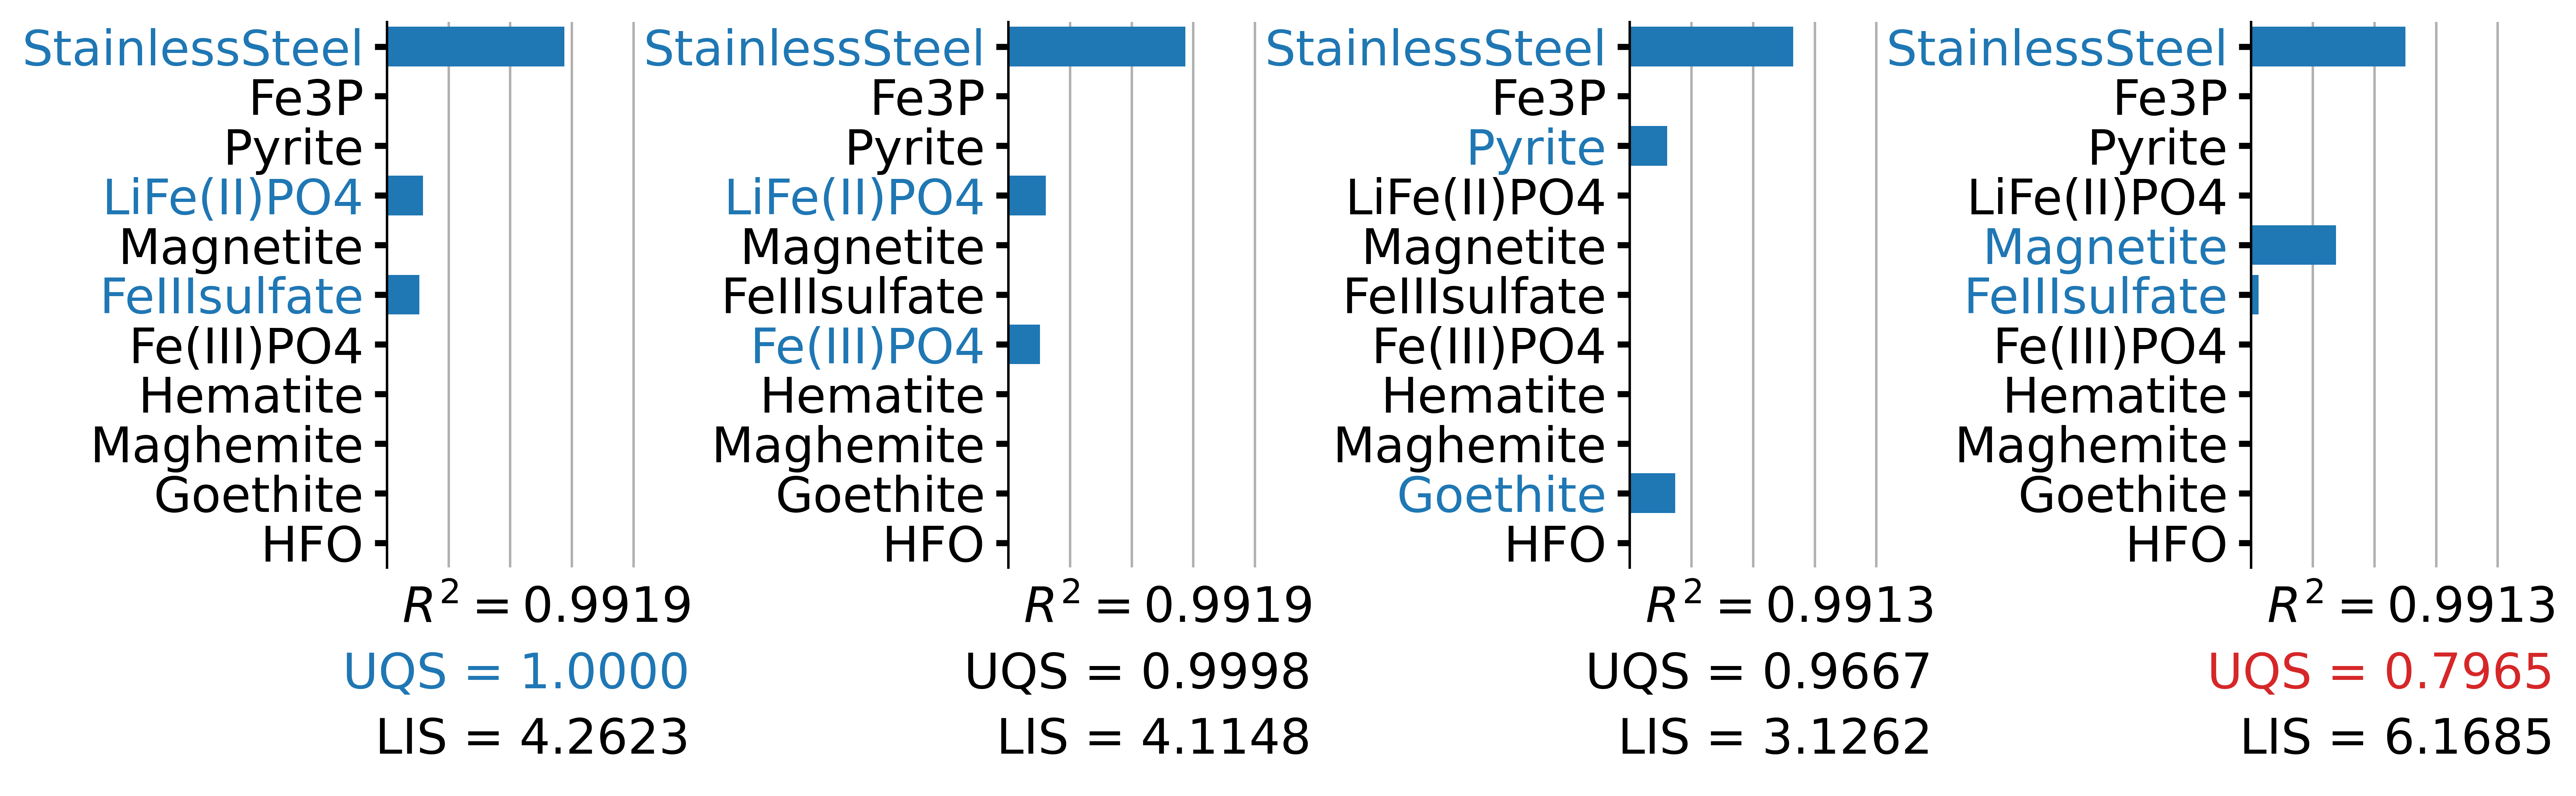 StainlessSteel
Fe3P
Pyrite
LiFe(II)PO4
Magnetite
FeIIIsulfate
Fe(III)PO4
Hematite
Maghemite
Goethite
HFO
R² = 0.9919
UQS = 1.0000
LIS = 4.2623
StainlessSteel
Fe3P
Pyrite
LiFe(II)PO4
Magnetite
FeIIIsulfate
Fe(III)PO4
Hematite
Maghemite
Goethite
HFO
R² = 0.9919
UQS = 0.9998
LIS = 4.1148
StainlessSteel
Fe3P
Pyrite
LiFe(II)PO4
Magnetite
FeIIIsulfate
Fe(III)PO4
Hematite
Maghemite
Goethite
HFO
R² = 0.9913
UQS = 0.9667
LIS = 3.1262
StainlessSteel
Fe3P
Pyrite
LiFe(II)PO4
Magnetite
FeIIIsulfate
Fe(III)PO4
Hematite
Maghemite
Goethite
HFO
R² = 0.9913
UQS = 0.7965
LIS = 6.1685